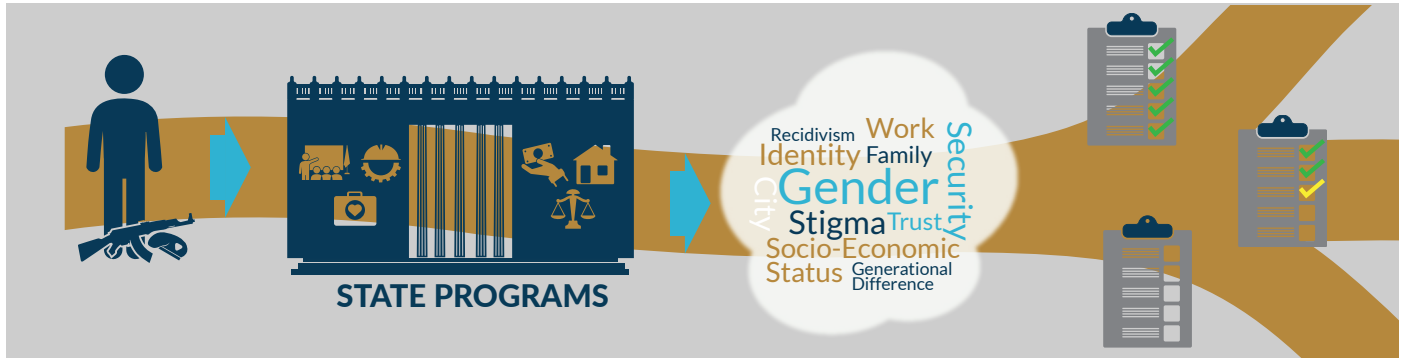 STATE PROGRAMS
Recidivism
Work
Security
Identity
Family
City
Gender
Stigma
Trust
Socio-Economic
Status
Generational
Difference